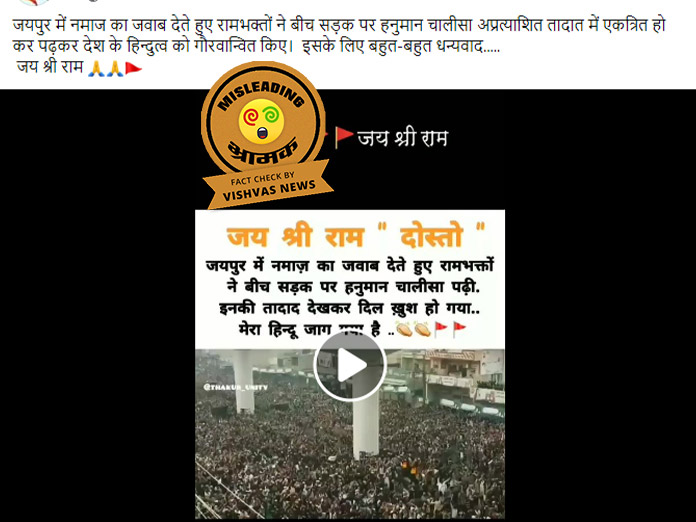 जयपुर में नमाज का जवाब देते हुए रामभक्तों ने बीच सड़क पर हनुमान चालीसा अप्रत्याशित तादात में एकत्रित हो
कर पढ़कर देश के हिन्दुत्व को गौरवान्वित किए। इसके लिए बहुत-बहुत धन्यवाद.....
जय श्री राम 🙏🙏🚩
MISLEADING
भ्रामक
FACT CHECK BY
VISHVAS NEWS
🚩जय श्री राम
जय श्री राम " दोस्तो "
जयपुर में नमाज़ का जवाब देते हुए रामभक्तों
ने बीच सड़क पर हनुमान चालीसा पढ़ी.
इनकी तादाद देखकर दिल ख़ुश हो गया..
मेरा हिन्दू जाग गया है ..👏👏🚩🚩
@THAKUR_UNITY